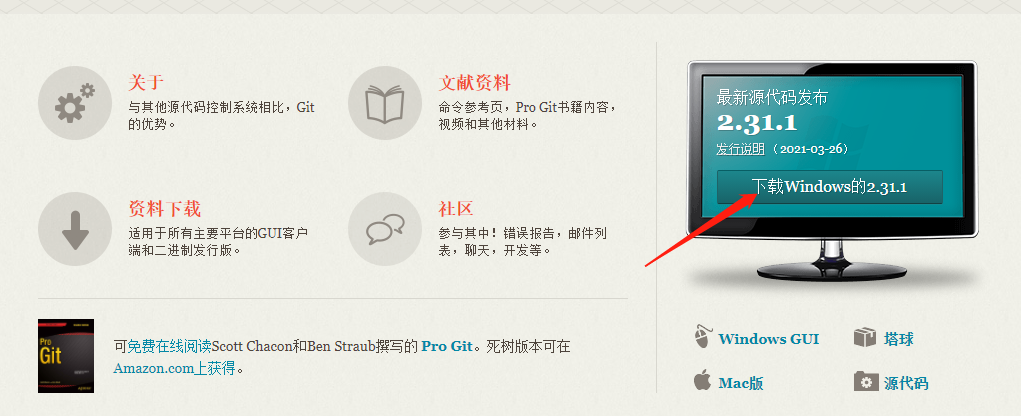 关于
与其他源代码控制系统相比，Git
的优势。
文献资料
命令参考页，Pro Git书籍内容，
视频和其他材料。
资料下载
适用于所有主要平台的GUI客户
端和二进制发行版。
社区
参与其中！错误报告，邮件列
表，聊天，开发等。
Pro
Git
可免费在线阅读Scott Chacon和Ben Straub撰写的 Pro Git。死树版本可在
Amazon.com上获得。
最新源代码发布
2.31.1
发行说明（2021-03-26）
下载Windows的2.31.1
Windows GUI
塔球
Mac版
源代码